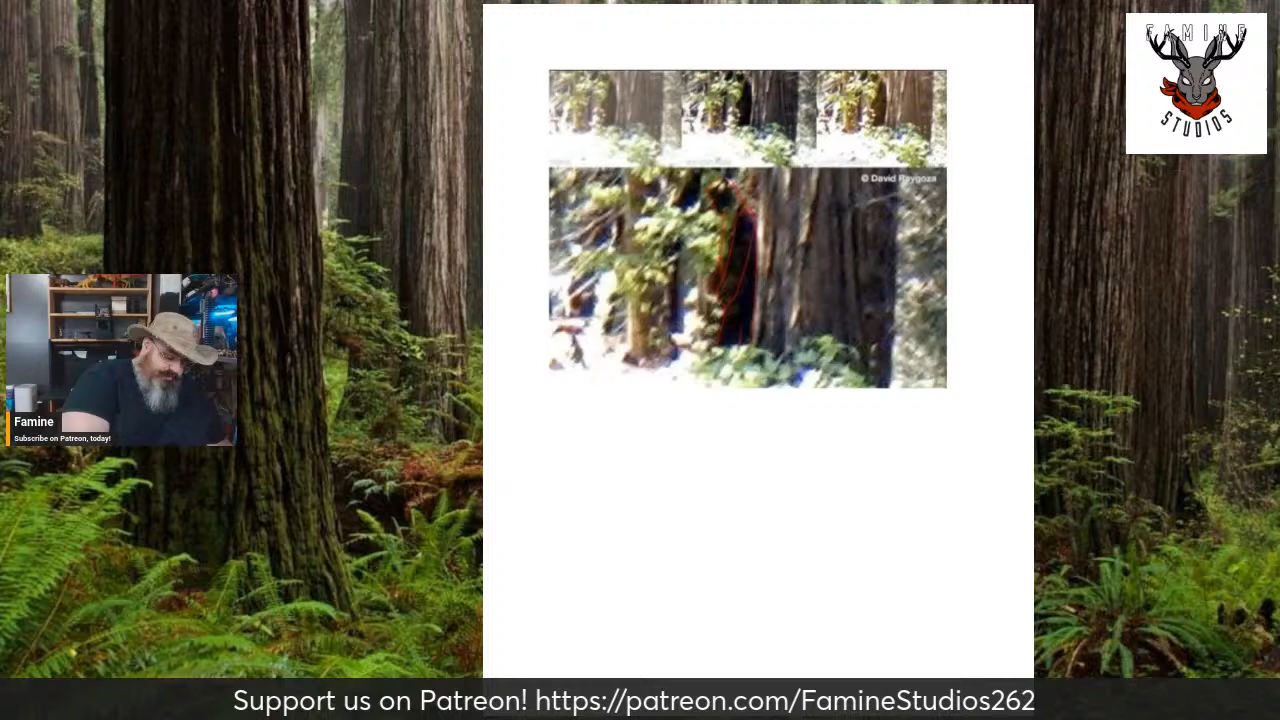 FAMINE
STUDIOS
© David Raygoza
Famine
Subscribe on Patreon, today!
Support us on Patreon! https://patreon.com/FamineStudios262